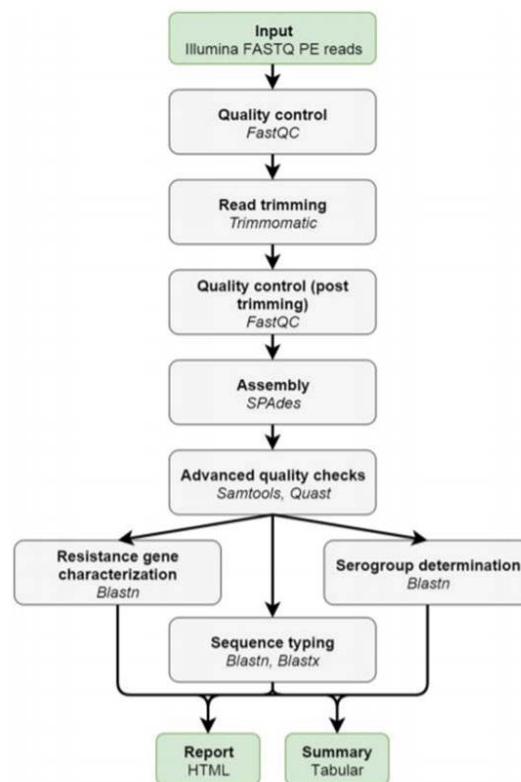 Input
Illumina FASTQ PE reads
Quality control
FastQC
Read trimming
Trimmomatic
Quality control (post
trimming)
FastQC
Assembly
SPAdes
Advanced quality checks
Samtools, Quast
Resistance gene
characterization
Blastn
Serogroup determination
Blastn
Sequence typing
Blastn, Blastx
Report
HTML
Summary
Tabular